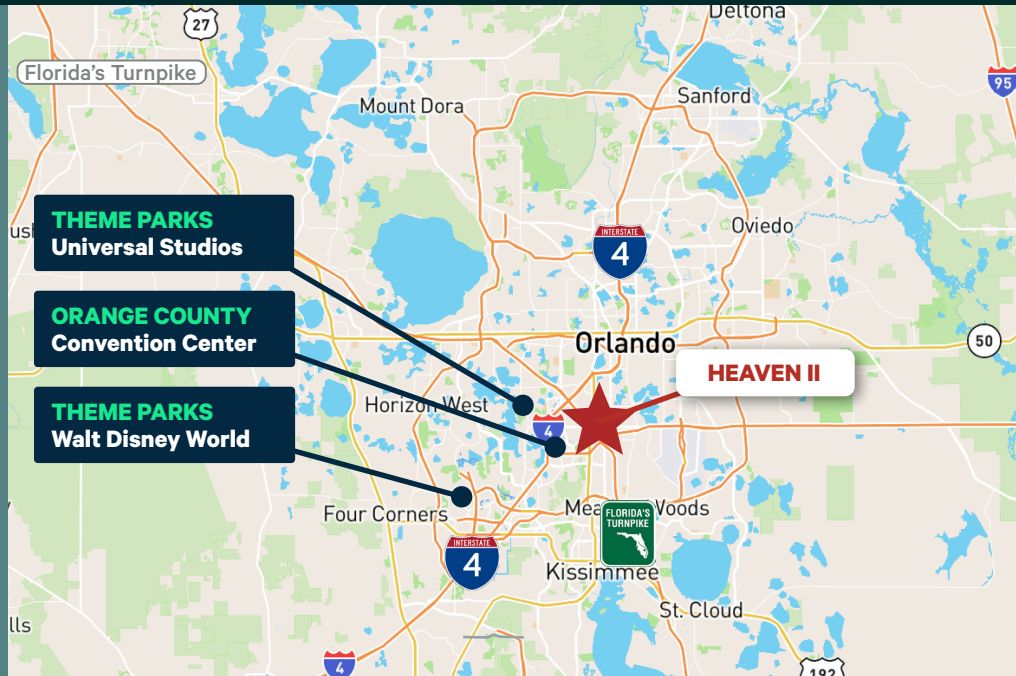 Deltona
27
Florida's Turnpike
95
Mount Dora
Sanford
THEME PARKS
Universal Studios
Oviedo
INTERSTATE
4
ORANGE COUNTY
Convention Center
Orlando
50
HEAVEN II
THEME PARKS
Walt Disney World
Horizon West
4
Four Corners
FLORIDA'S
TURNPIKE
Woods
INTERSTATE
4
Kissimmee
St. Cloud
4
192